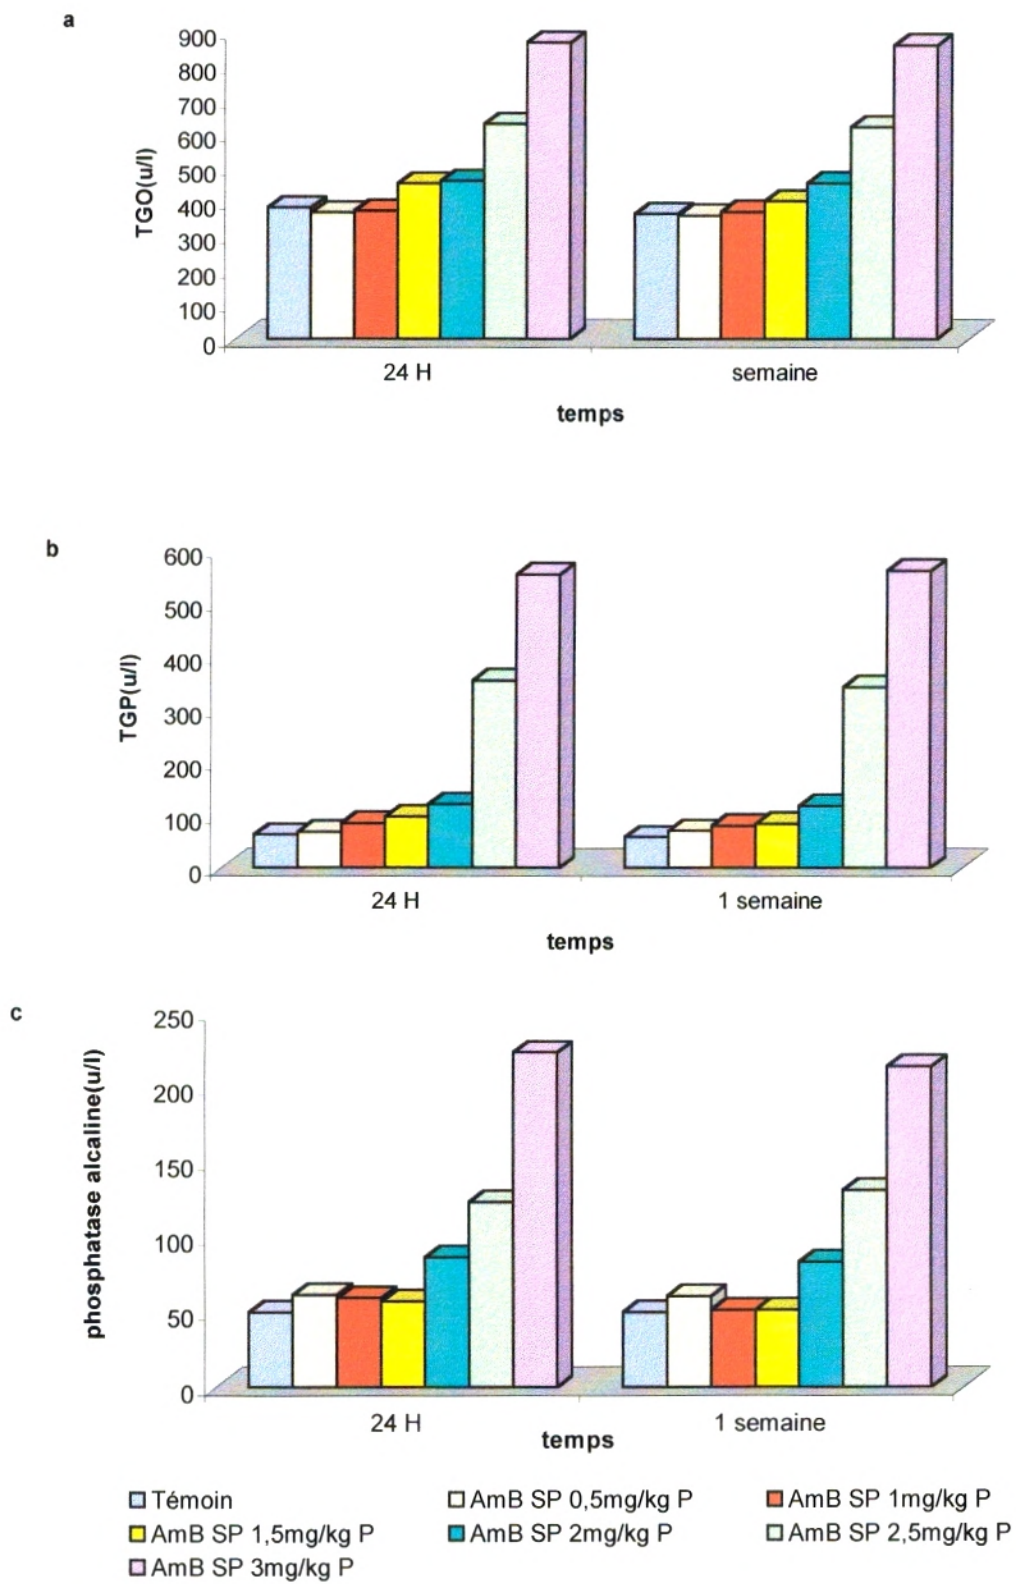 a
900
800
700
600
500
400
300
200
100
0
TGO(u/l)
24 H
semaine
temps
b
600
500
400
300
200
100
0
TGP(u/l)
24 H
1 semaine
temps
c
250
200
150
100
50
0
phosphatase alcaline(u/l)
24 H
1 semaine
temps
Témoin
AmB SP 0,5mg/kg P
AmB SP 1mg/kg P
AmB SP 1,5mg/kg P
AmB SP 2mg/kg P
AmB SP 2,5mg/kg P
AmB SP 3mg/kg P